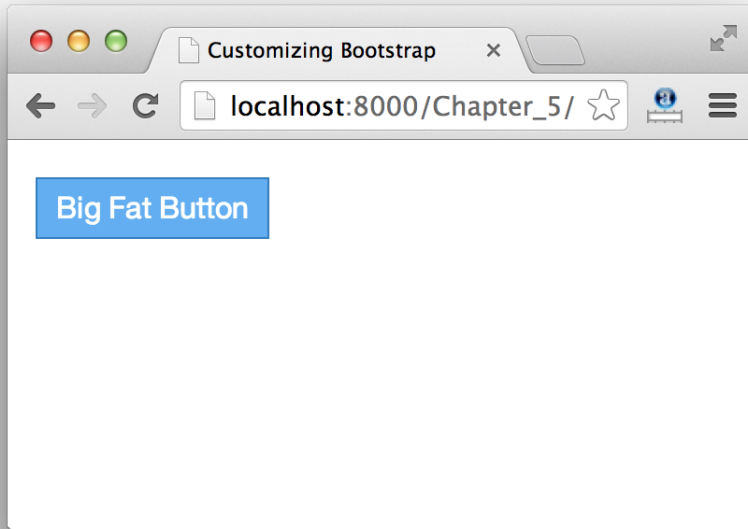 Customizing Bootstrap
localhost:8000/Chapter_5/
Big Fat Button